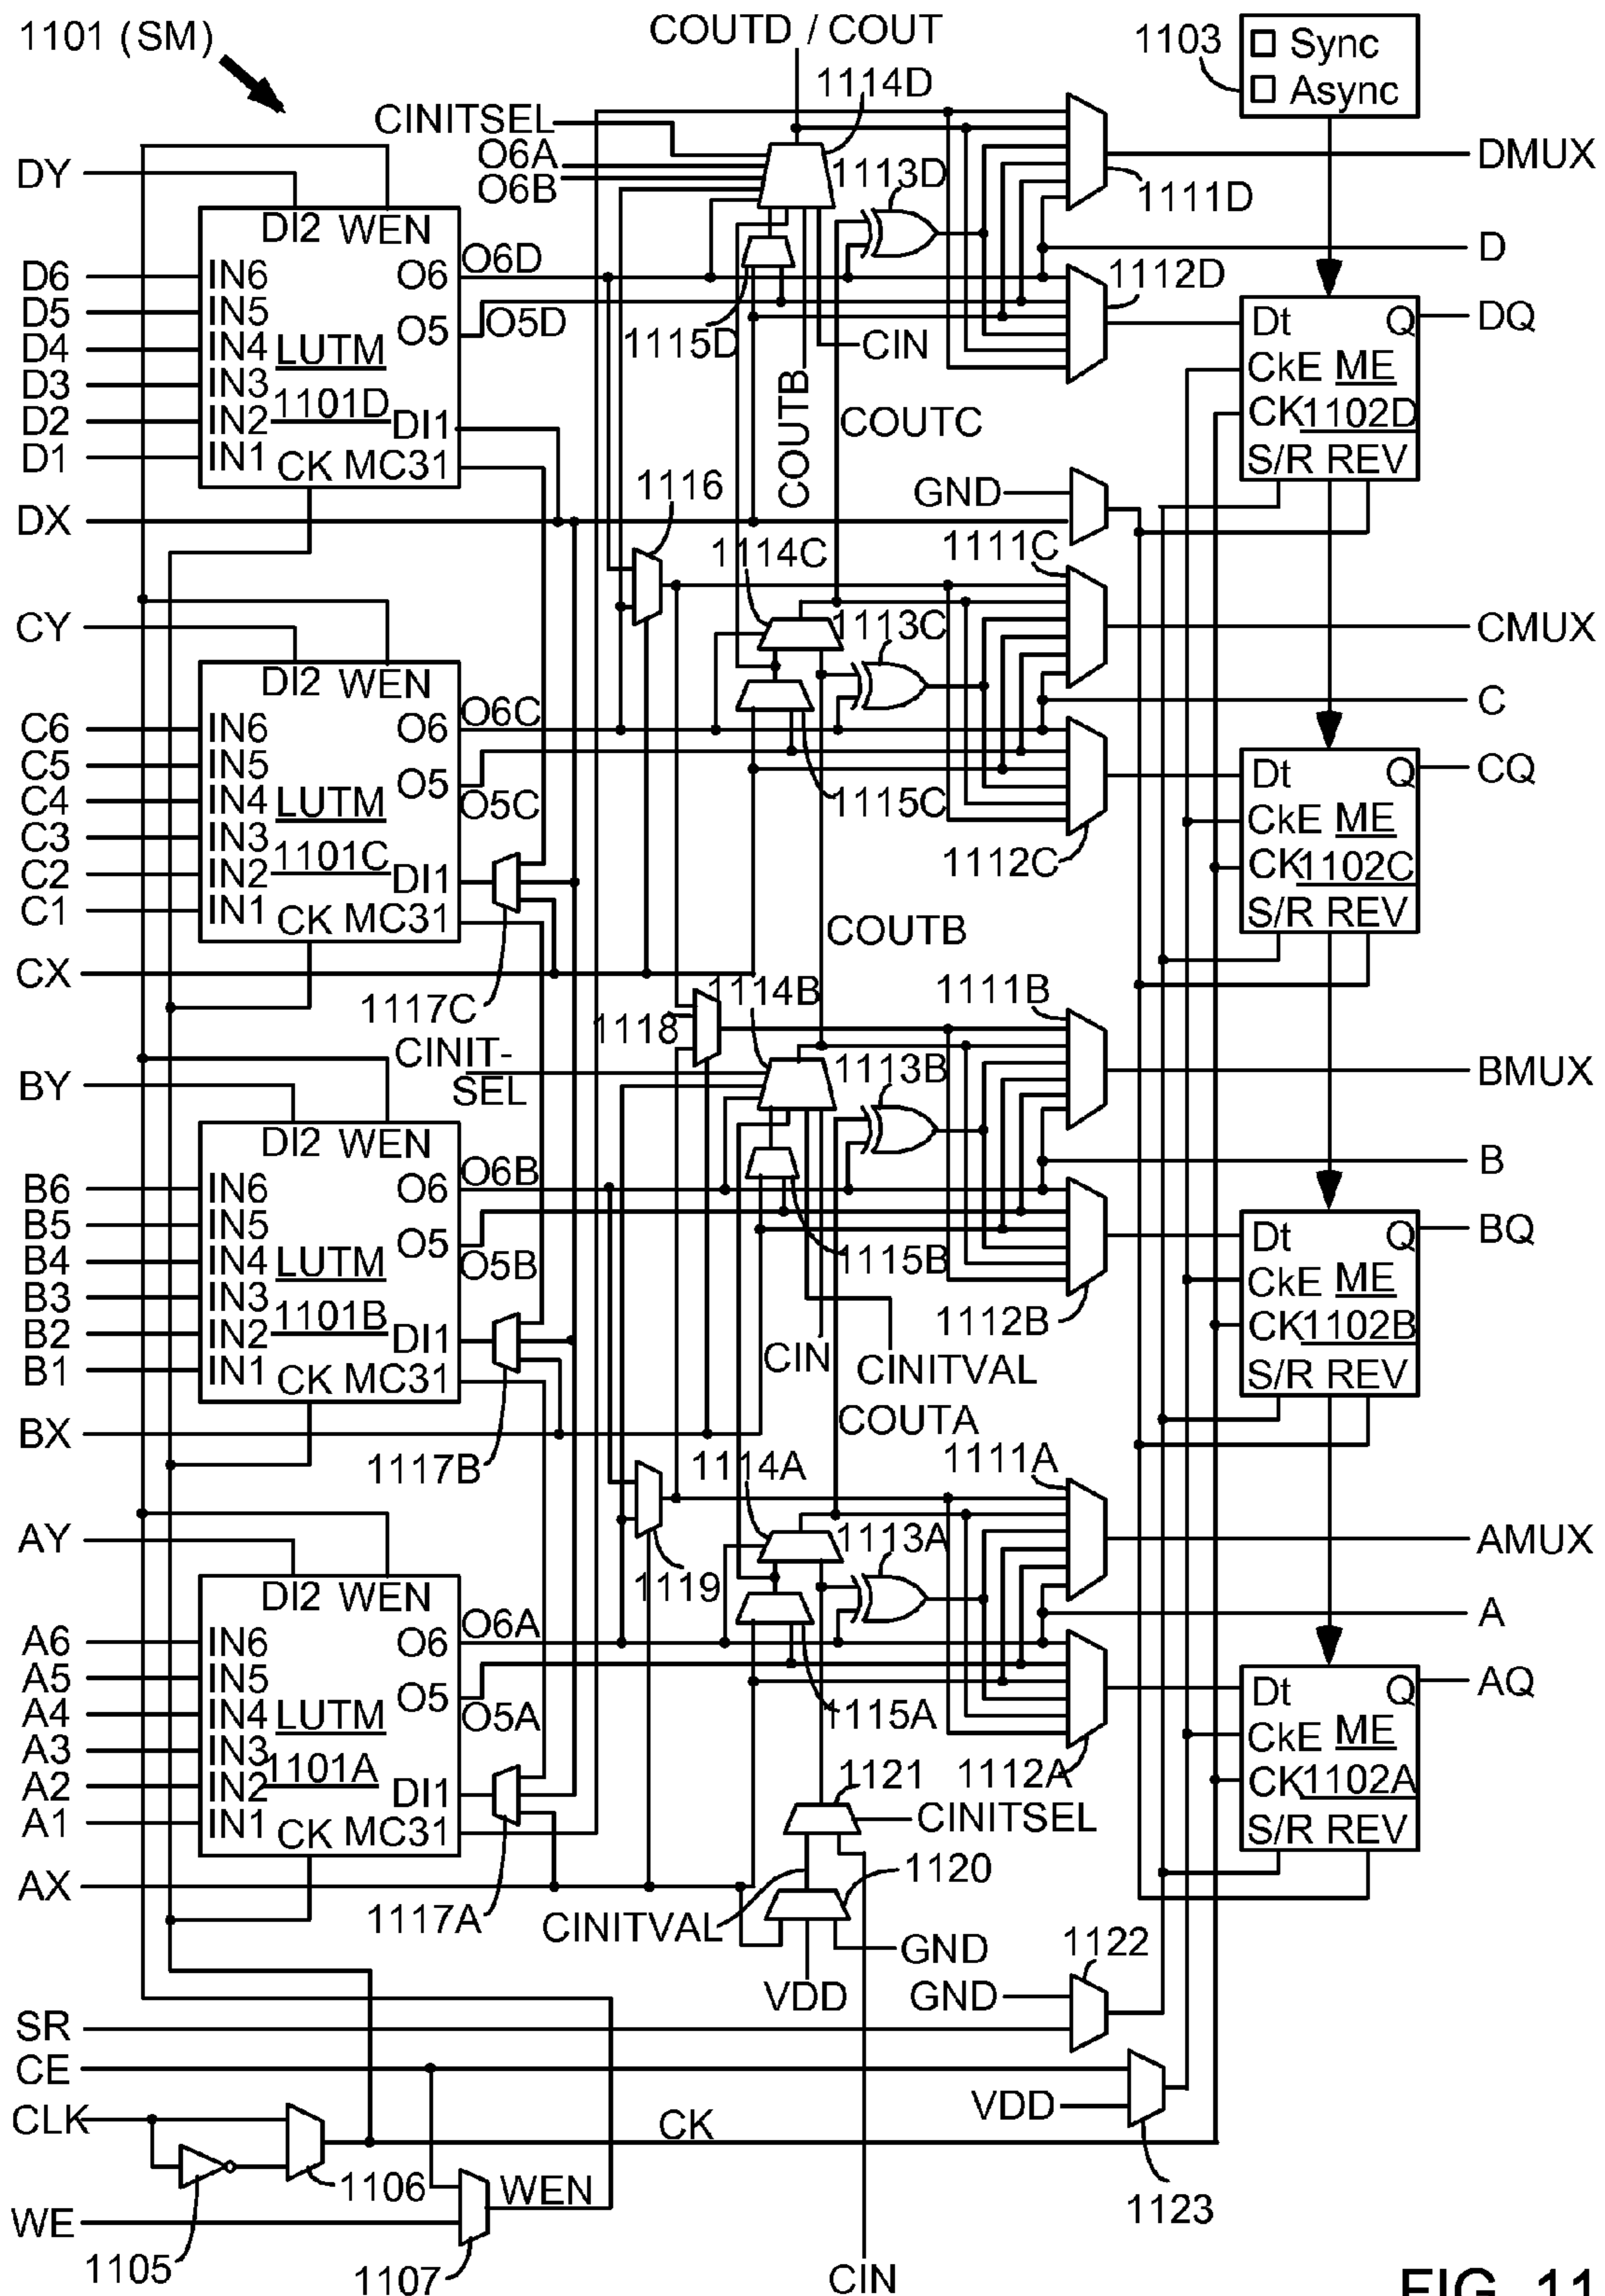 1101 (SM)
COUTD / COUT
1103
Sync
Async
1114D
CINITSEL
O6A
O6B
1113D
DMUX
1111D
DY
DI2 WEN
D
D6 IN6 O6 O6D
D5 IN5
O5 O5D
D4 IN4 LUTM
D3 IN3
D2 IN2 1101D DI1
D1 IN1 CK MC31
1115D
CIN
COUTB
COUTC
1112D
Dt Q DQ
CkE ME
CK 1102D
S/R REV
DX
1116
GND
1114C
1111C
CY
DI2 WEN
1113C
CMUX
C
C6 IN6 O6 O6C
C5 IN5
O5 O5C
C4 IN4 LUTM
C3 IN3
C2 IN2 1101C DI1
C1 IN1 CK MC31
1115C
1112C
Dt Q CQ
CkE ME
CK 1102C
S/R REV
COUTB
CX
1117C
1118
1114B
1111B
CINIT-
SEL
1113B
BMUX
BY
DI2 WEN
B
B6 IN6 O6 O6B
B5 IN5
O5 O5B
B4 IN4 LUTM
B3 IN3
B2 IN2 1101B DI1
B1 IN1 CK MC31
1115B
1112B
CIN
CINITVAL
Dt Q BQ
CkE ME
CK 1102B
S/R REV
COUTA
BX
1117B
1114A
1111A
1113A
AMUX
AY
1119
DI2 WEN
A
A6 IN6 O6 O6A
A5 IN5
O5 O5A
A4 IN4 LUTM
A3 IN3
A2 IN2 1101A DI1
A1 IN1 CK MC31
1115A
1112A
Dt Q AQ
CkE ME
CK 1102A
S/R REV
1121
CINITSEL
1120
AX
1117A
CINITVAL
GND
VDD
1122
GND
SR
CE
VDD
CLK
CK
1106
WEN
1123
WE
1105
1107
CIN
FIG. 11